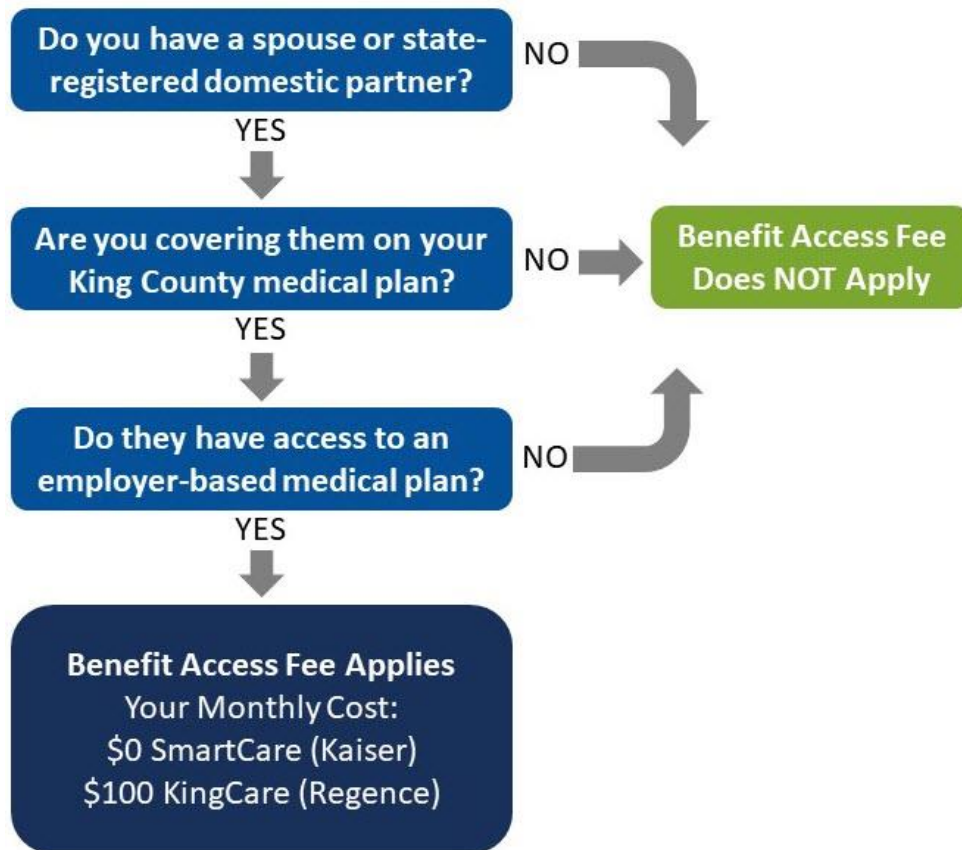 Do you have a spouse or state-
registered domestic partner?
NO
YES
Are you covering them on your
King County medical plan?
NO
Benefit Access Fee
Does NOT Apply
YES
Do they have access to an
employer-based medical plan?
NO
YES
Benefit Access Fee Applies
Your Monthly Cost:
$0 SmartCare (Kaiser)
$100 KingCare (Regence)